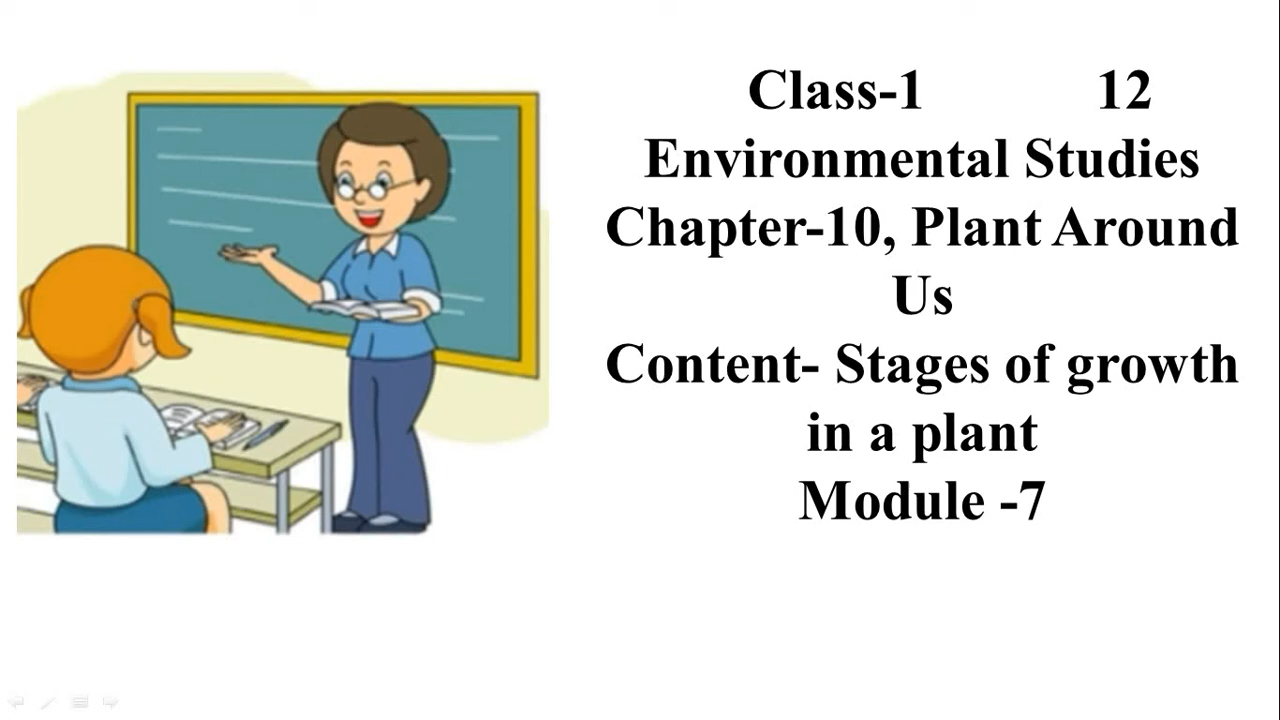 Class-1 12
Environmental Studies
Chapter-10, Plant Around
Us
Content- Stages of growth
in a plant
Module -7